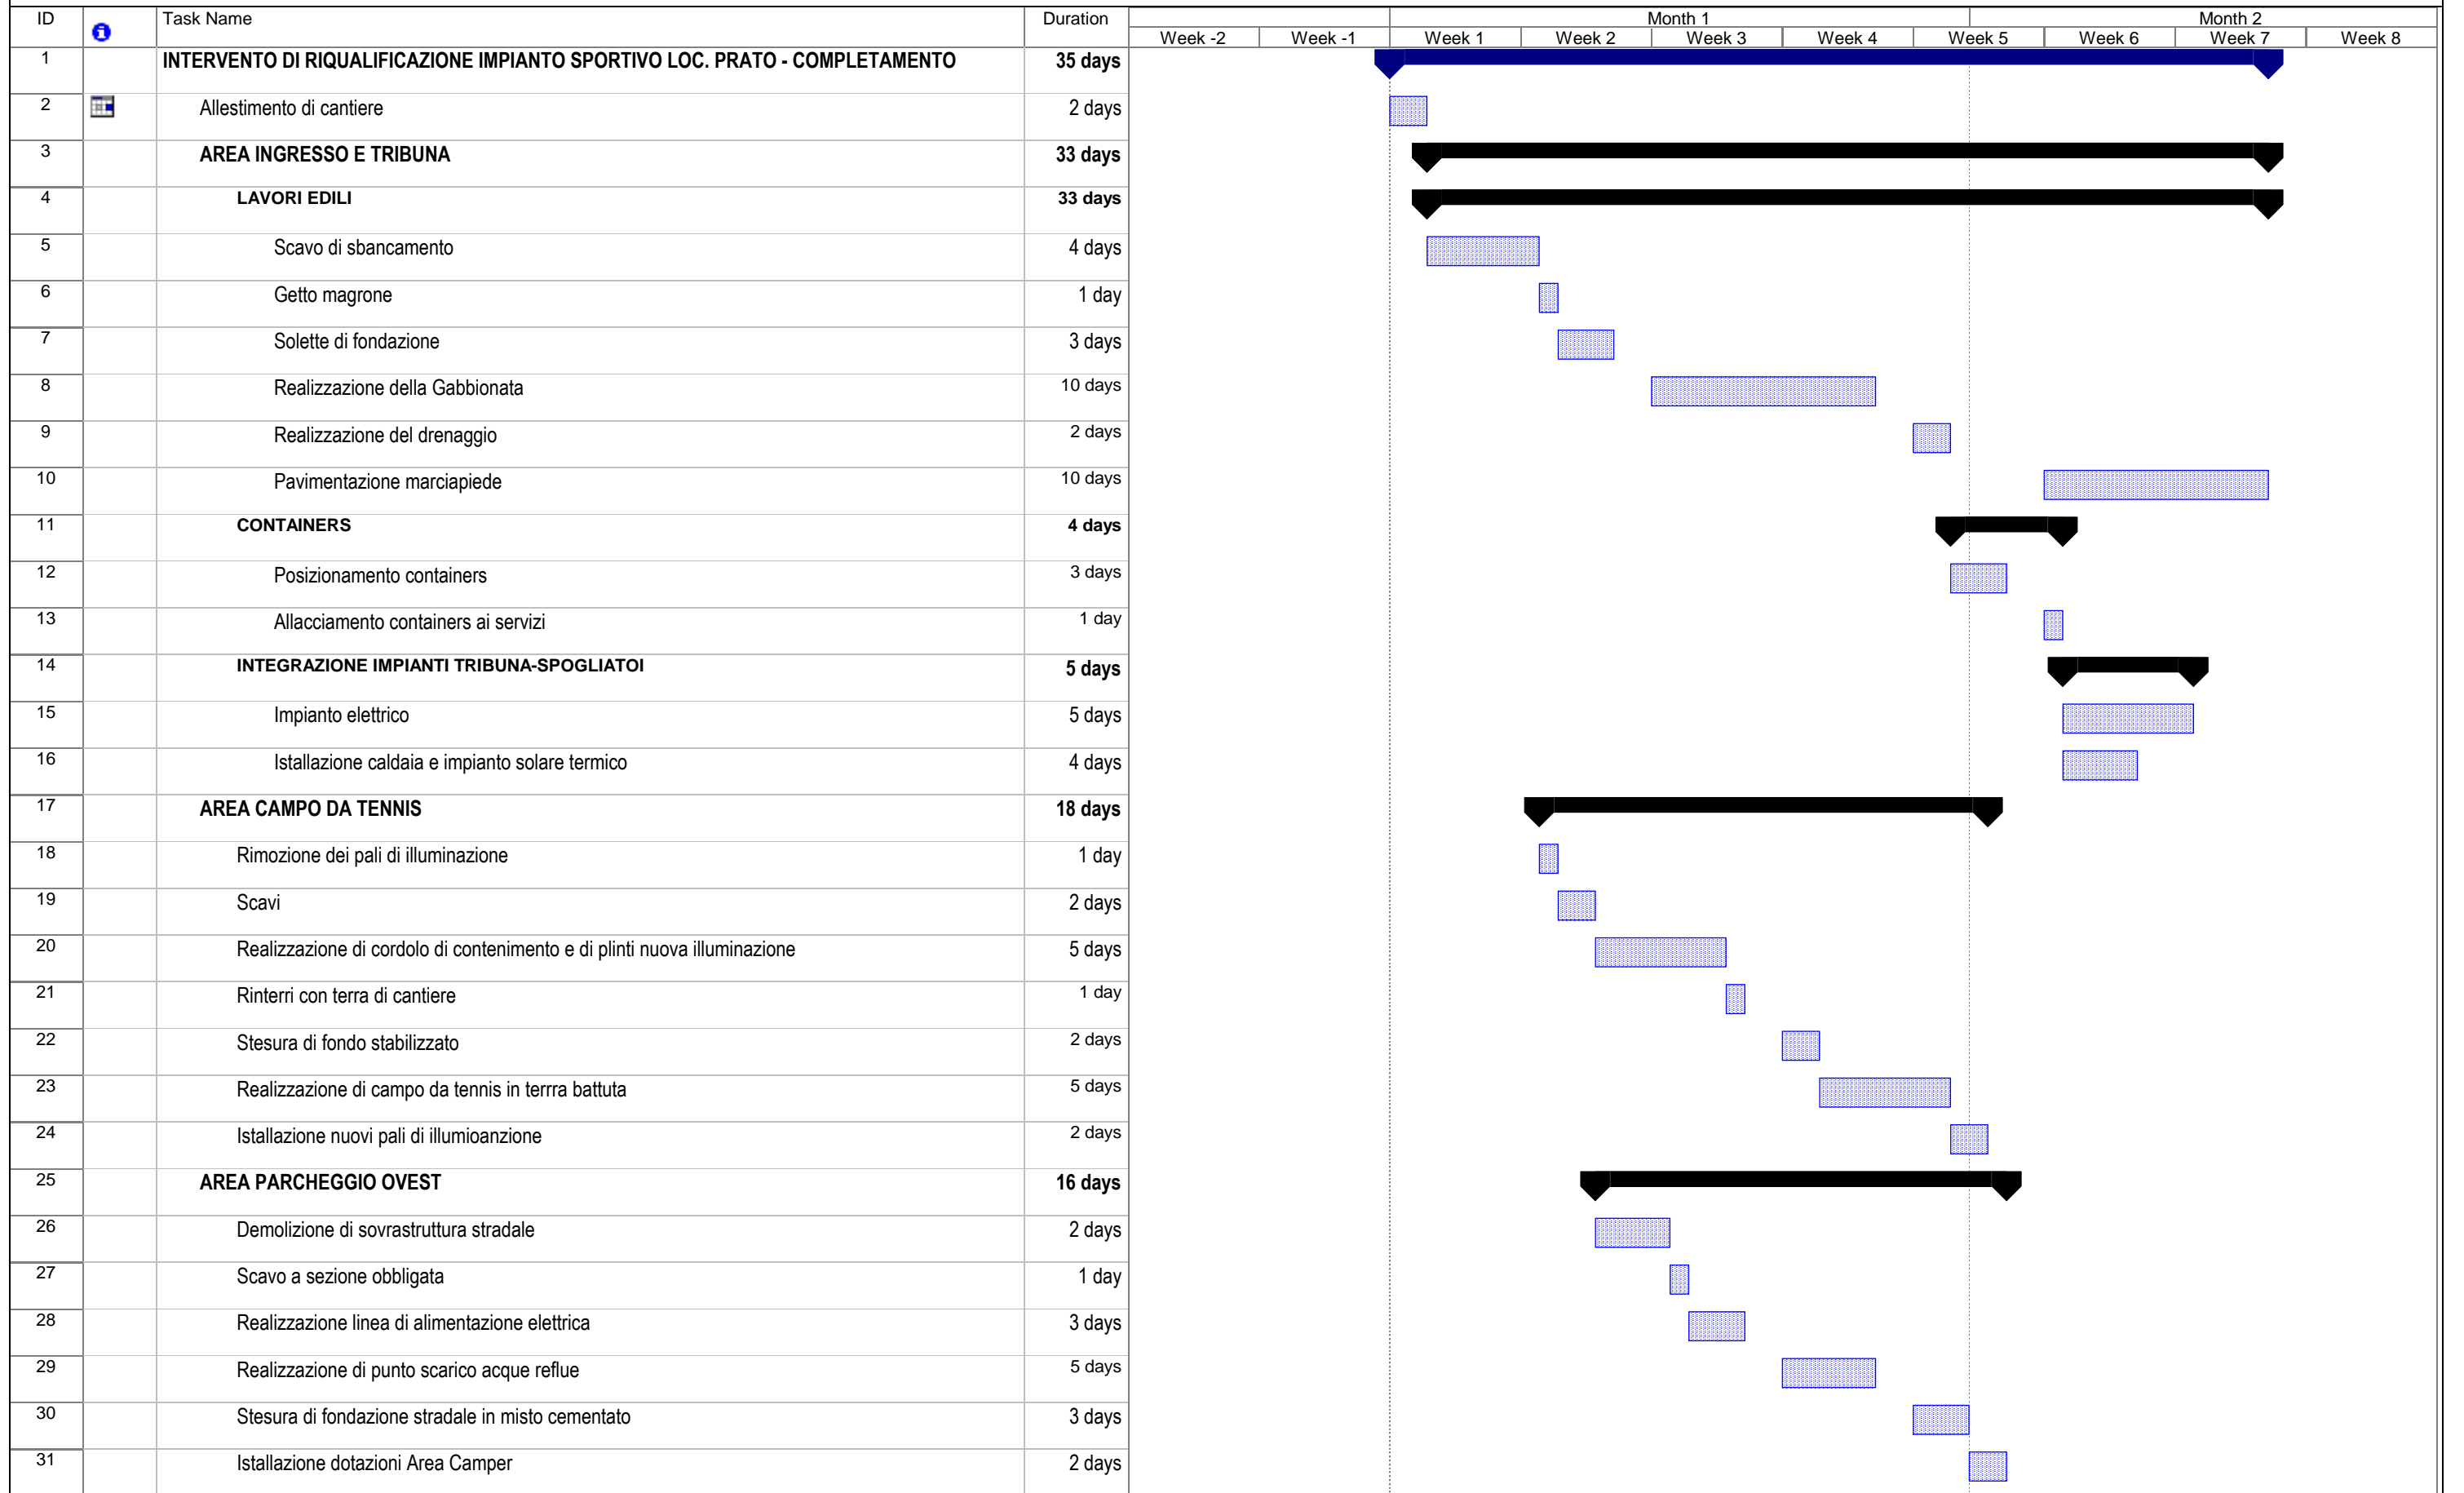 ID Task Name Duration Month 1 Month 2
Week -2 Week -1 Week 1 Week 2 Week 3 Week 4 Week 5 Week 6 Week 7 Week 8
1 INTERVENTO DI RIQUALIFICAZIONE IMPIANTO SPORTIVO LOC. PRATO - COMPLETAMENTO 35 days
2 Allestimento di cantiere 2 days
3 AREA INGRESSO E TRIBUNA 33 days
4 LAVORI EDILI 33 days
5 Scavo di sbancamento 4 days
6 Getto magrone 1 day
7 Solette di fondazione 3 days
8 Realizzazione della Gabbionata 10 days
9 Realizzazione del drenaggio 2 days
10 Pavimentazione marciapiede 10 days
11 CONTAINERS 4 days
12 Posizionamento containers 3 days
13 Allacciamento containers ai servizi 1 day
14 INTEGRAZIONE IMPIANTI TRIBUNA-SPOGLIATOI 5 days
15 Impianto elettrico 5 days
16 Istallazione caldaia e impianto solare termico 4 days
17 AREA CAMPO DA TENNIS 18 days
18 Rimozione dei pali di illuminazione 1 day
19 Scavi 2 days
20 Realizzazione di cordolo di contenimento e di plinti nuova illuminazione 5 days
21 Rinterri con terra di cantiere 1 day
22 Stesura di fondo stabilizzato 2 days
23 Realizzazione di campo da tennis in terrra battuta 5 days
24 Istallazione nuovi pali di illumioanzione 2 days
25 AREA PARCHEGGIO OVEST 16 days
26 Demolizione di sovrastruttura stradale 2 days
27 Scavo a sezione obbligata 1 day
28 Realizzazione linea di alimentazione elettrica 3 days
29 Realizzazione di punto scarico acque reflue 5 days
30 Stesura di fondazione stradale in misto cementato 3 days
31 Istallazione dotazioni Area Camper 2 days